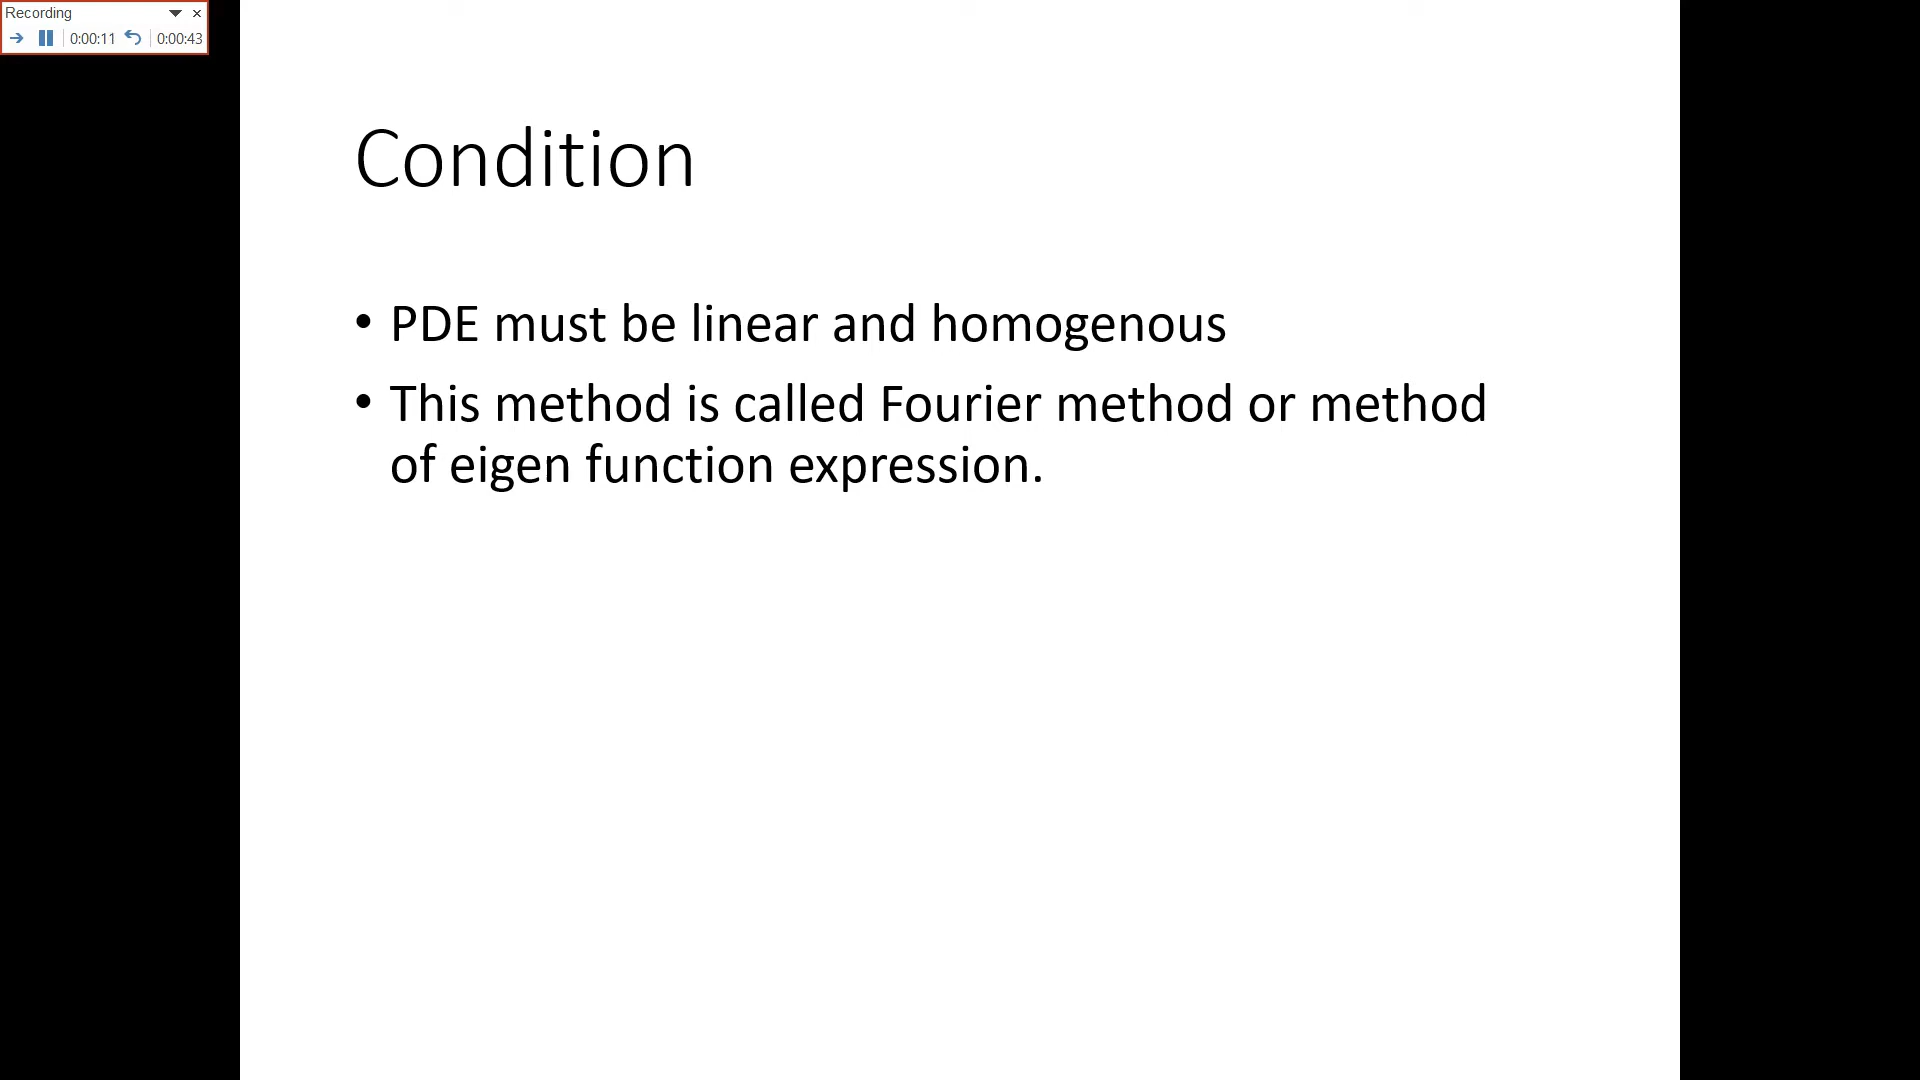 Recording
0:00:11 0:00:43
Condition
• PDE must be linear and homogenous
• This method is called Fourier method or method
of eigen function expression.